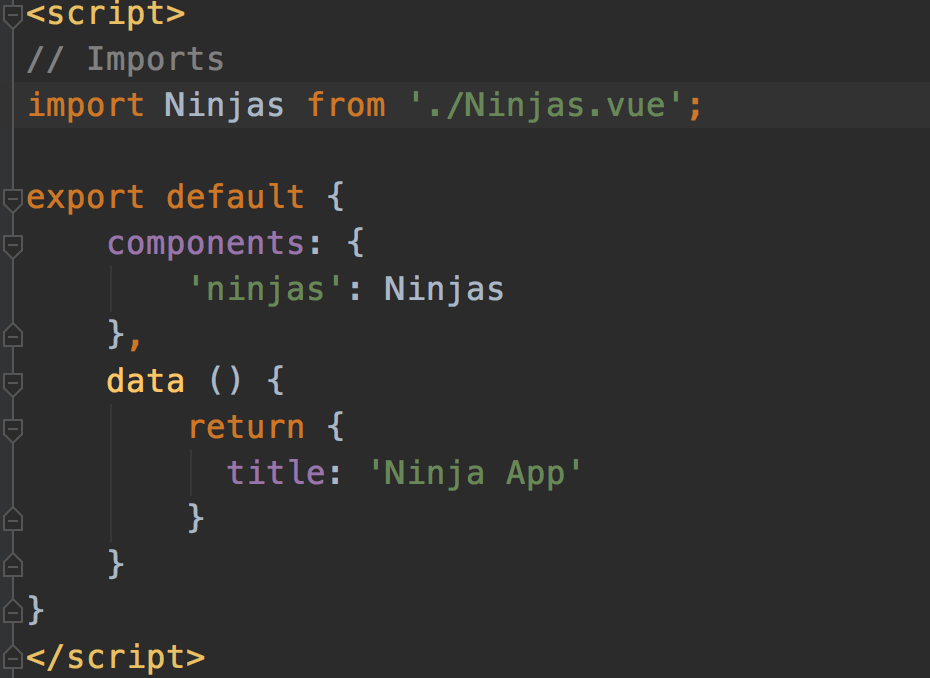 <script>
// Imports
import Ninjas from './Ninjas.vue';
export default {
components: {
'ninjas': Ninjas
},
data () {
return {
title: 'Ninja App'
}
}
}
</script>